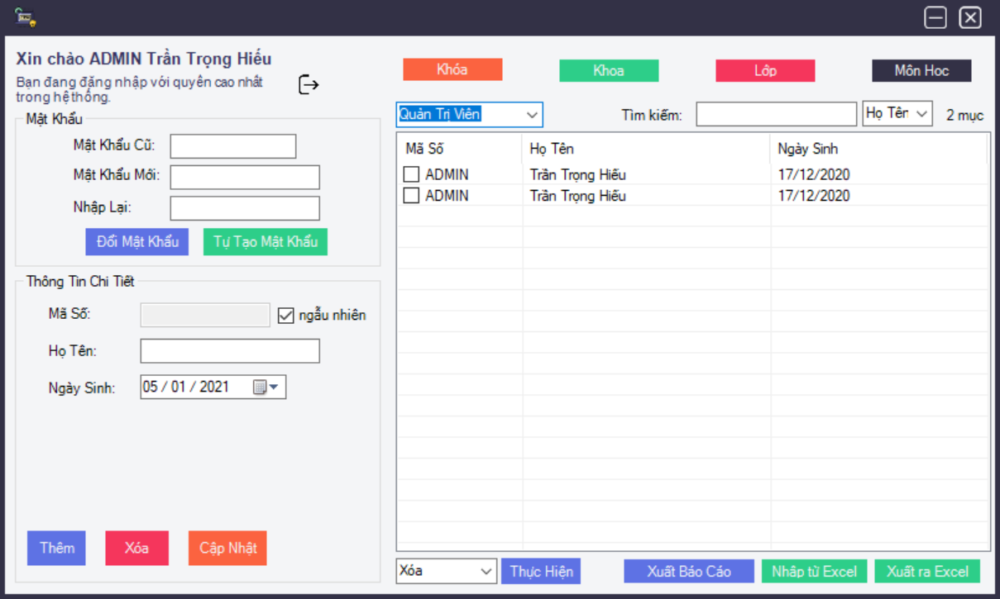 Xin chào ADMIN Trần Trọng Hiếu
Bạn đang đăng nhập với quyền cao nhất
trong hệ thống.
Khóa
Khoa
Lớp
Môn Học
Quản Trị Viên
Tìm kiếm:
Họ Tên
2 mục
Mật Khẩu
Mật Khẩu Cũ:
Mật Khẩu Mới:
Nhập Lại:
Đổi Mật Khẩu
Tự Tạo Mật Khẩu
Thông Tin Chi Tiết
Mã Số:
ngẫu nhiên
Họ Tên:
Ngày Sinh:
05 / 01 / 2021
Thêm
Xóa
Cập Nhật
Mã Số Họ Tên Ngày Sinh
ADMIN Trần Trọng Hiếu 17/12/2020
ADMIN Trần Trọng Hiếu 17/12/2020
Xóa
Thực Hiện
Xuất Báo Cáo
Nhập từ Excel
Xuất ra Excel